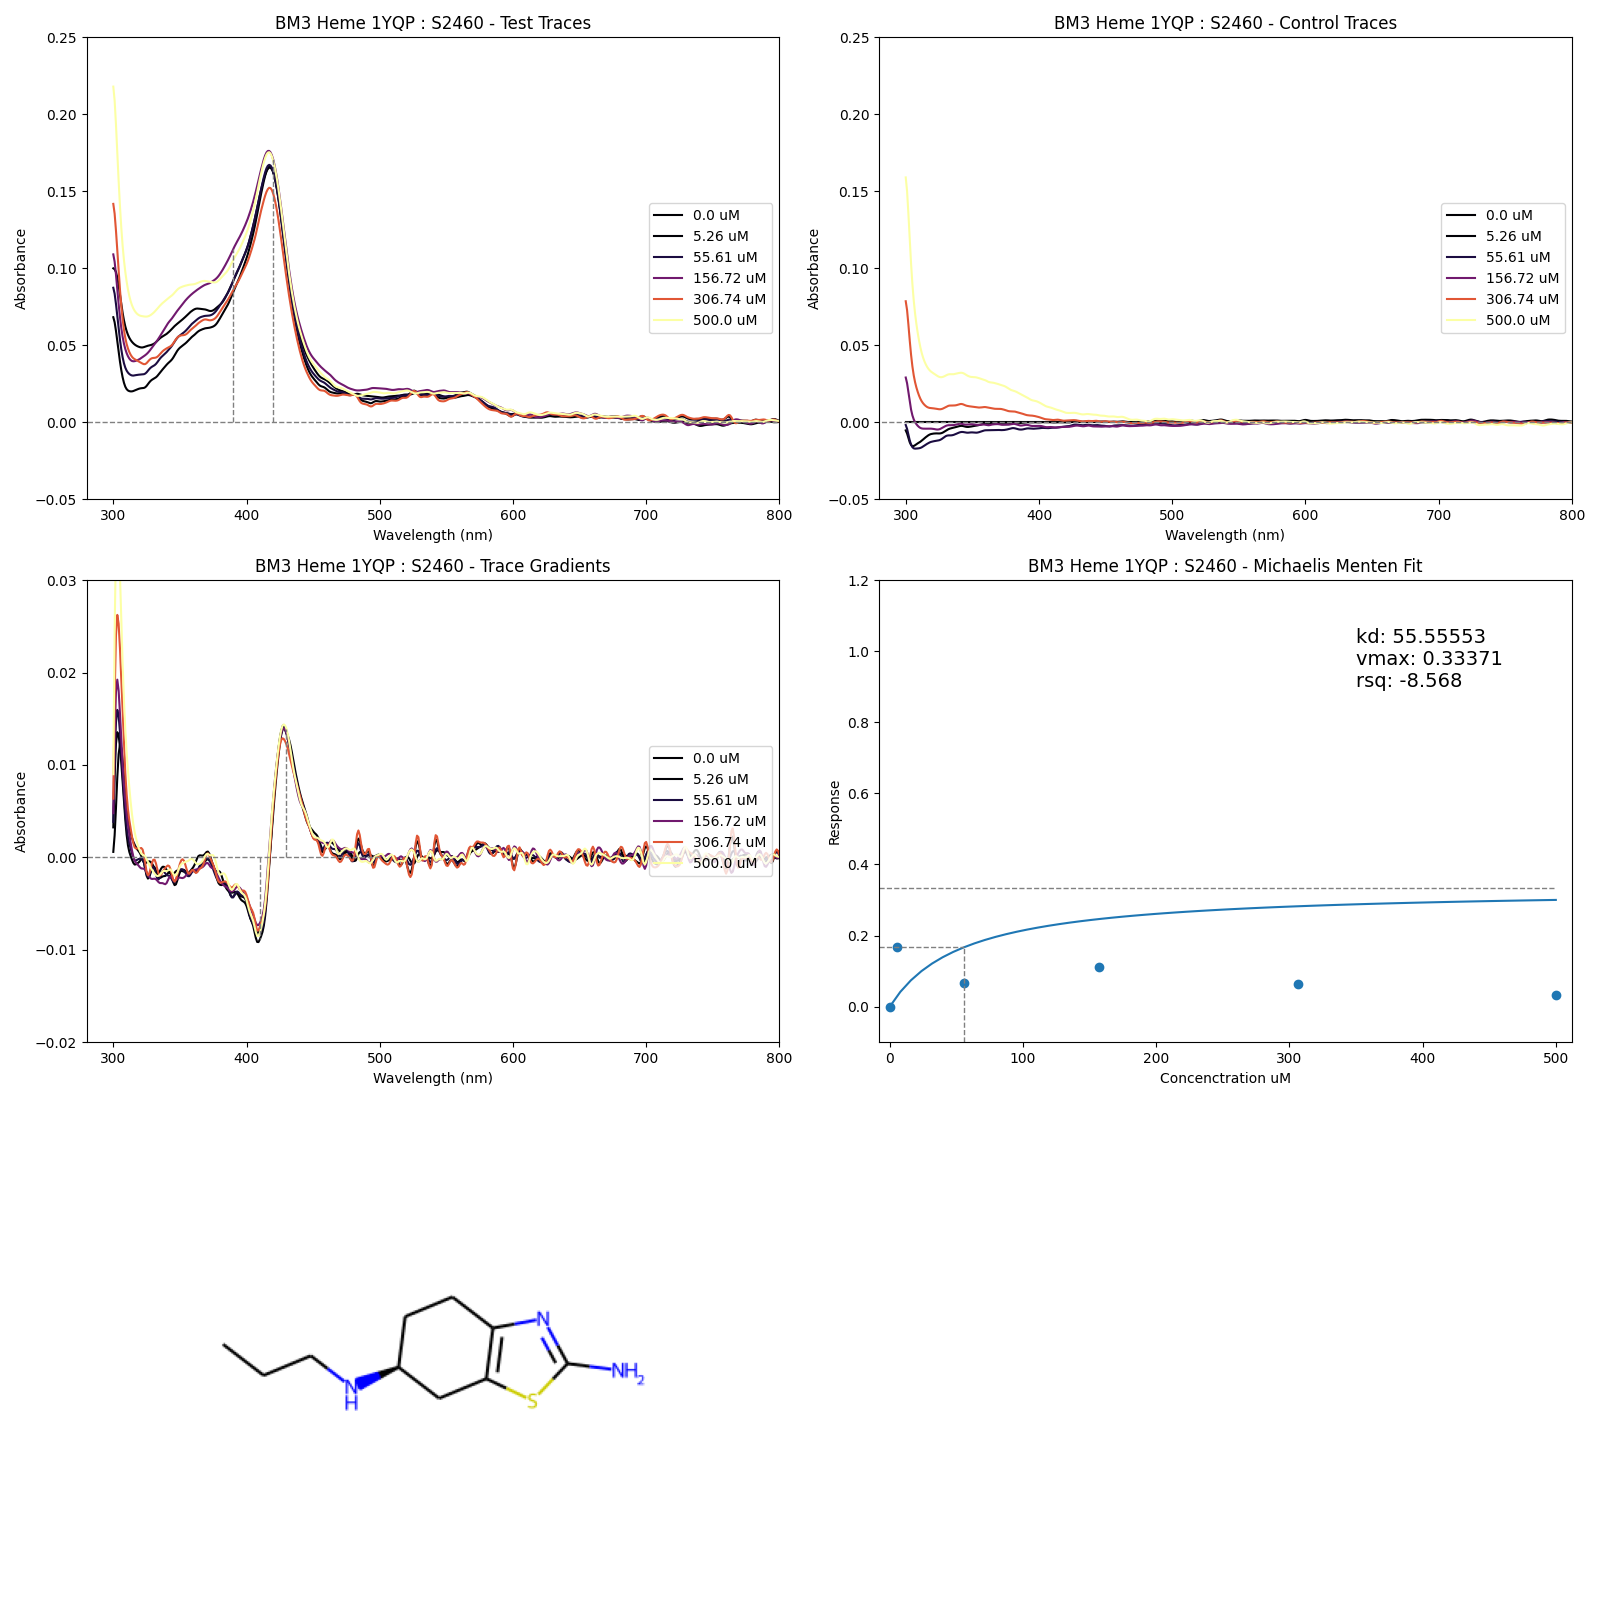 BM3 Heme 1YQP : S2460 - Test Traces
0.25
0.20
0.15
0.10
0.05
0.00
−0.05
Absorbance
300 400 500 600 700 800
Wavelength (nm)
0.0 uM
5.26 uM
55.61 uM
156.72 uM
306.74 uM
500.0 uM
BM3 Heme 1YQP : S2460 - Control Traces
0.25
0.20
0.15
0.10
0.05
0.00
−0.05
Absorbance
300 400 500 600 700 800
Wavelength (nm)
0.0 uM
5.26 uM
55.61 uM
156.72 uM
306.74 uM
500.0 uM
BM3 Heme 1YQP : S2460 - Trace Gradients
0.03
0.02
0.01
0.00
−0.01
−0.02
Absorbance
300 400 500 600 700 800
Wavelength (nm)
0.0 uM
5.26 uM
55.61 uM
156.72 uM
306.74 uM
500.0 uM
BM3 Heme 1YQP : S2460 - Michaelis Menten Fit
1.2
1.0
0.8
0.6
0.4
0.2
0.0
Response
kd: 55.55553
vmax: 0.33371
rsq: -8.568
0 100 200 300 400 500
Concenctration uM
N
NH2
S
N
H